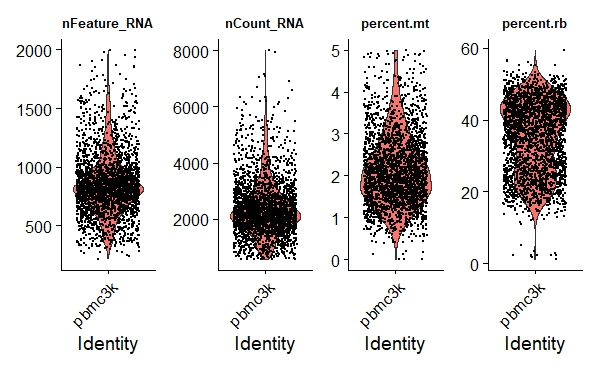 nFeature_RNA
2000
1500
1000
500
pbmc3k
Identity
nCount_RNA
8000
6000
4000
2000
pbmc3k
Identity
percent.mt
5
4
3
2
1
0
pbmc3k
Identity
percent.rb
60
40
20
0
pbmc3k
Identity